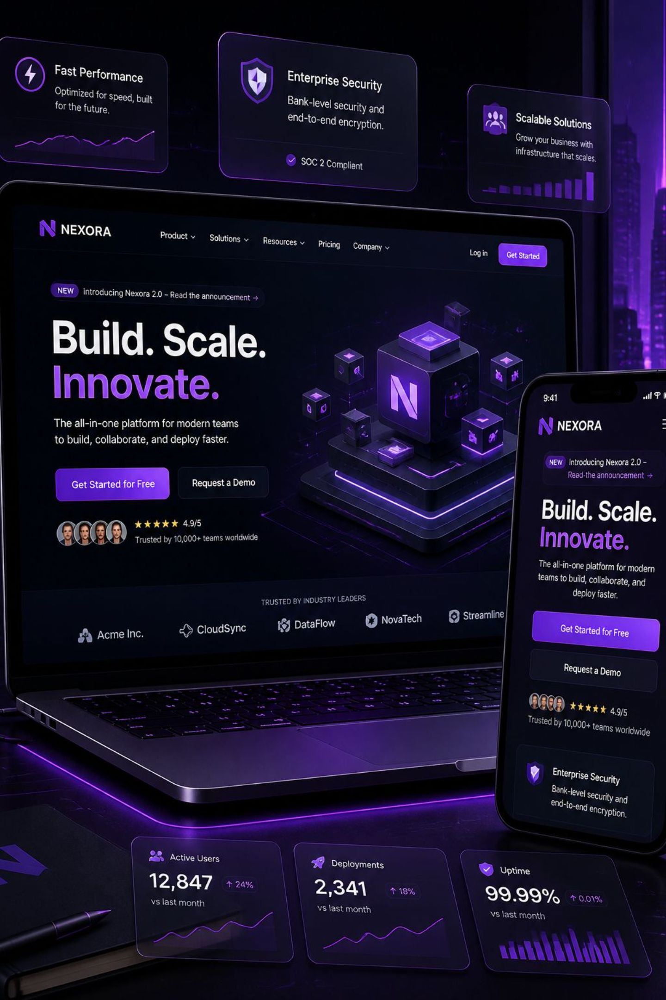 Fast Performance
Optimized for speed, built
for the future.
Enterprise Security
Bank-level security and
end-to-end encryption.
SOC 2 Compliant
Scalable Solutions
Grow your business with
infrastructure that scales.
N NEXORA
Product
Solutions
Resources
Pricing
Company
Log in
Get Started
NEW introducing Nexora 2.0 – Read the announcement →
Build. Scale.
Innovate.
The all-in-one platform for modern teams
to build, collaborate, and deploy faster.
Get Started for Free
Request a Demo
★★★★★ 4.9/5
Trusted by 10,000+ teams worldwide
N
TRUSTED BY INDUSTRY LEADERS
Acme Inc.
CloudSync
DataFlow
NovaTech
Streamline
9:41
N NEXORA
NEW Introducing Nexora 2.0 –
Read-the announcement →
Build. Scale.
Innovate.
The all-in-one platform for modern
teams to build, collaborate, and
deploy faster.
Get Started for Free
Request a Demo
★★★★★ 4.9/5
Trusted by 10,000+ teams worldwide
Enterprise Security
Bank-level security and
end-to-end encryption.
Active Users
12,847 ↑ 24%
vs last month
Deployments
2,341 ↑ 18%
vs last month
Uptime
99.99% ↑ 0.01%
vs last month